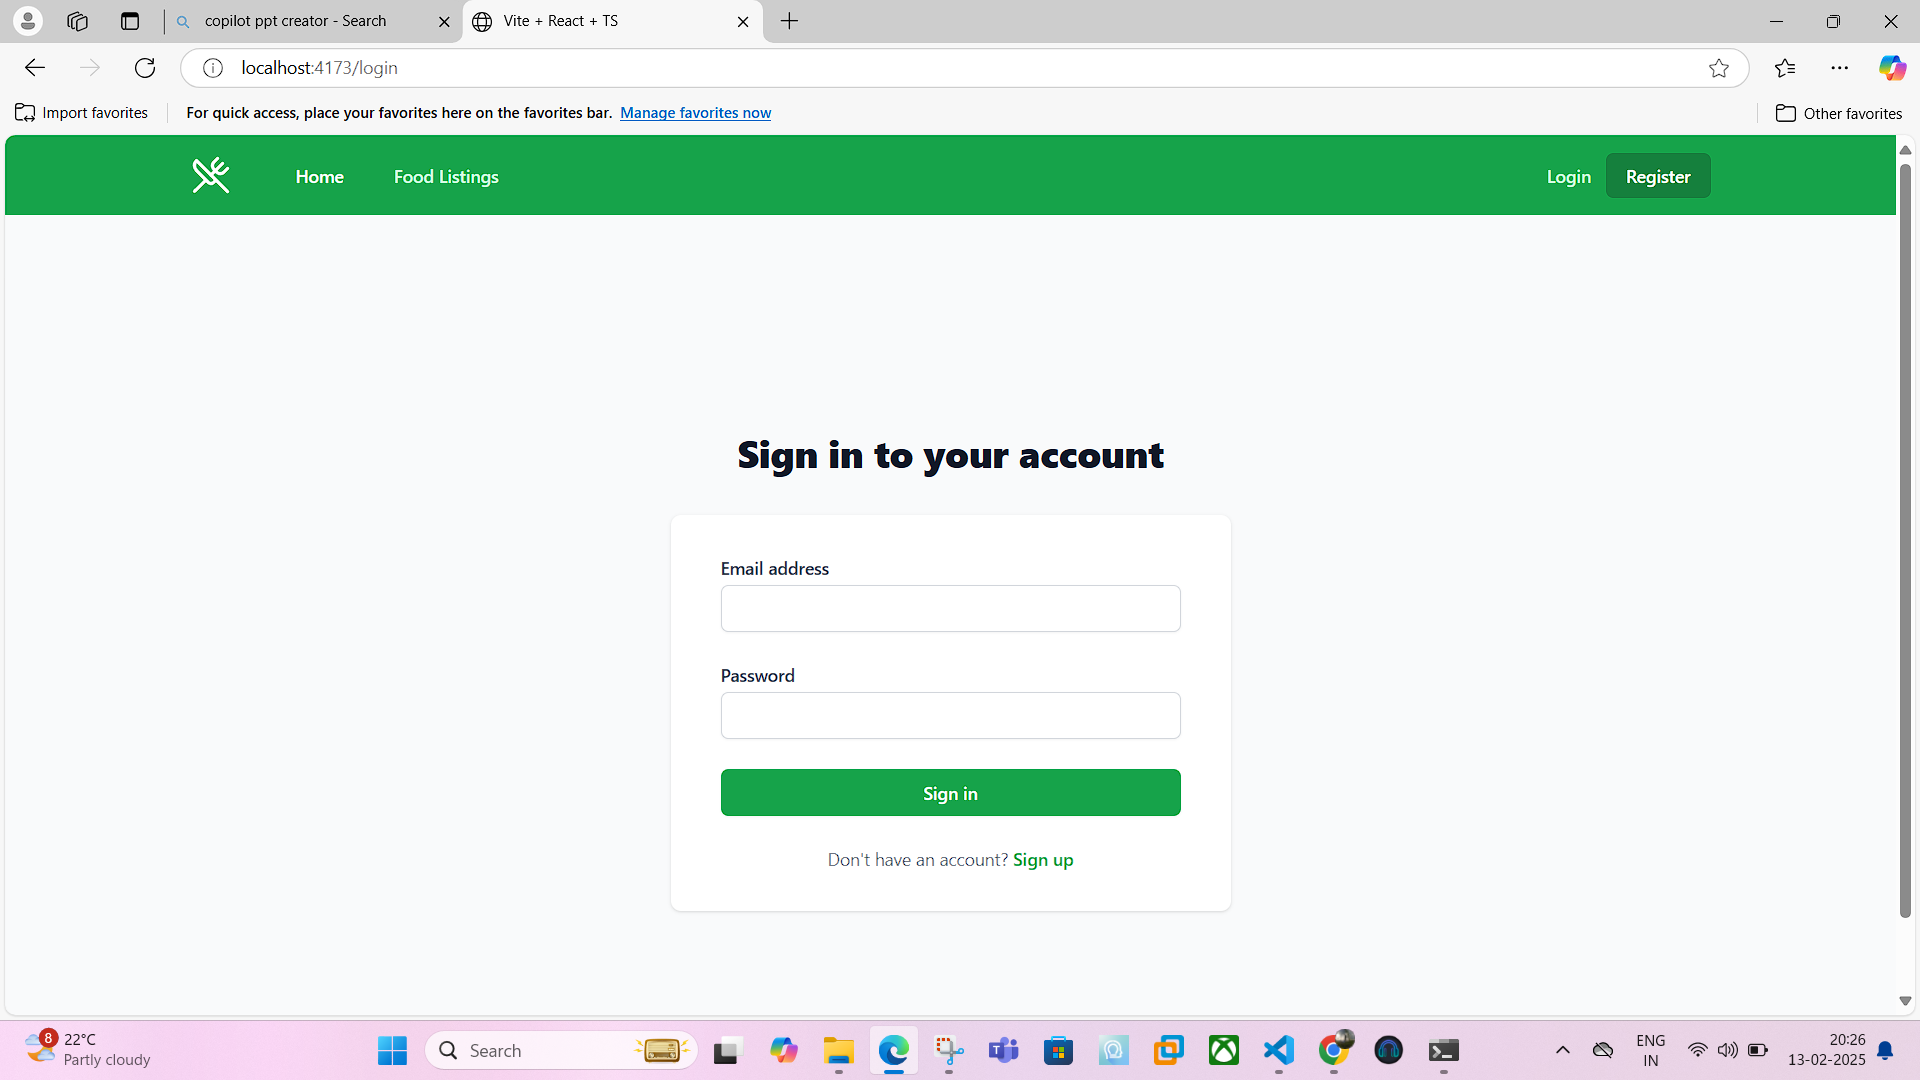 copilot ppt creator - Search
Vite + React + TS
localhost:4173/login
Import favorites
For quick access, place your favorites here on the favorites bar. Manage favorites now
Other favorites
Home
Food Listings
Login
Register
Sign in to your account
Email address
Password
Sign in
Don't have an account? Sign up
8
22°C
Partly cloudy
Search
ENG
IN
20:26
13-02-2025